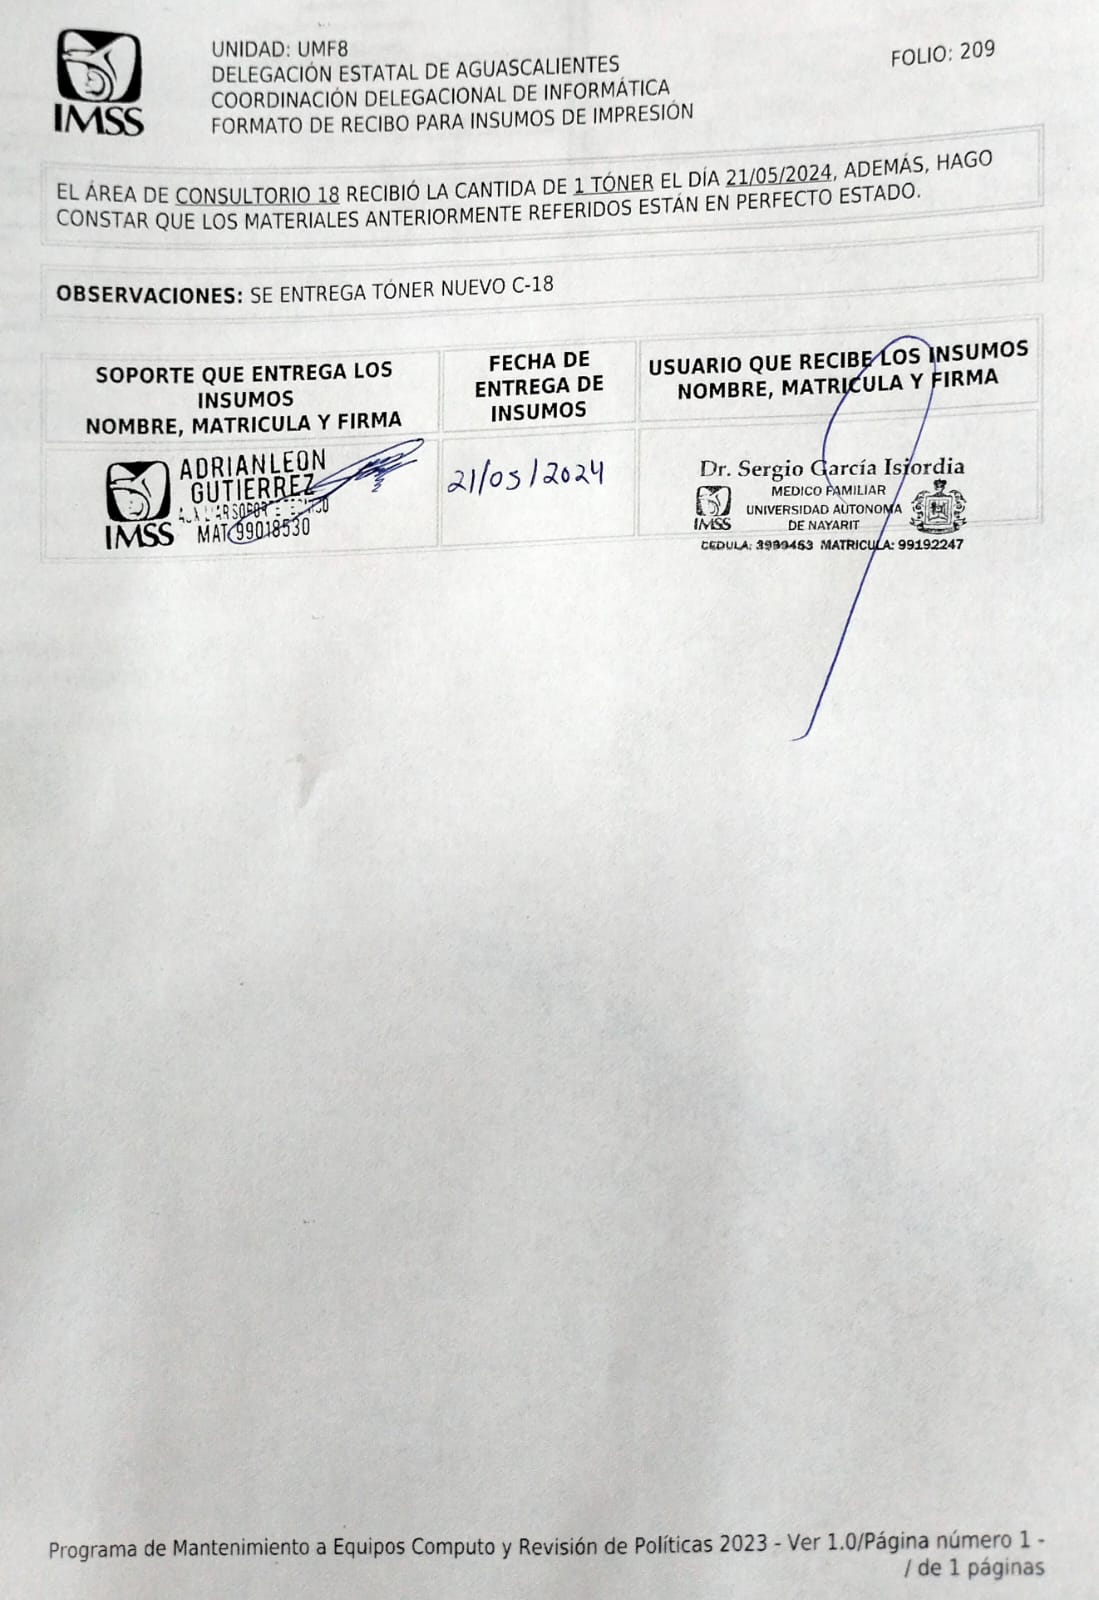 IMSS
UNIDAD: UMF8
DELEGACIÓN ESTATAL DE AGUASCALIENTES
COORDINACIÓN DELEGACIONAL DE INFORMÁTICA
FORMATO DE RECIBO PARA INSUMOS DE IMPRESIÓN
FOLIO: 209
EL ÁREA DE CONSULTORIO 18 RECIBIÓ LA CANTIDA DE 1 TÓNER EL DÍA 21/05/2024, ADEMÁS, HAGO
CONSTAR QUE LOS MATERIALES ANTERIORMENTE REFERIDOS ESTÁN EN PERFECTO ESTADO.
OBSERVACIONES: SE ENTREGA TÓNER NUEVO C-18
SOPORTE QUE ENTREGA LOS
INSUMOS
NOMBRE, MATRICULA Y FIRMA
FECHA DE
ENTREGA DE
INSUMOS
USUARIO QUE RECIBE LOS INSUMOS
NOMBRE, MATRICULA Y FIRMA
IMSS
ADRIAN LEON
GUTIERREZ
MAT 99018530
21/05/2024
Dr. Sergio García Isiordia
MEDICO FAMILIAR
UNIVERSIDAD AUTONOMA
DE NAYARIT
IMSS
CEDULA: 3999453 MATRICULA: 99192247
Programa de Mantenimiento a Equipos Computo y Revisión de Políticas 2023 - Ver 1.0/Página número 1 -
/ de 1 páginas